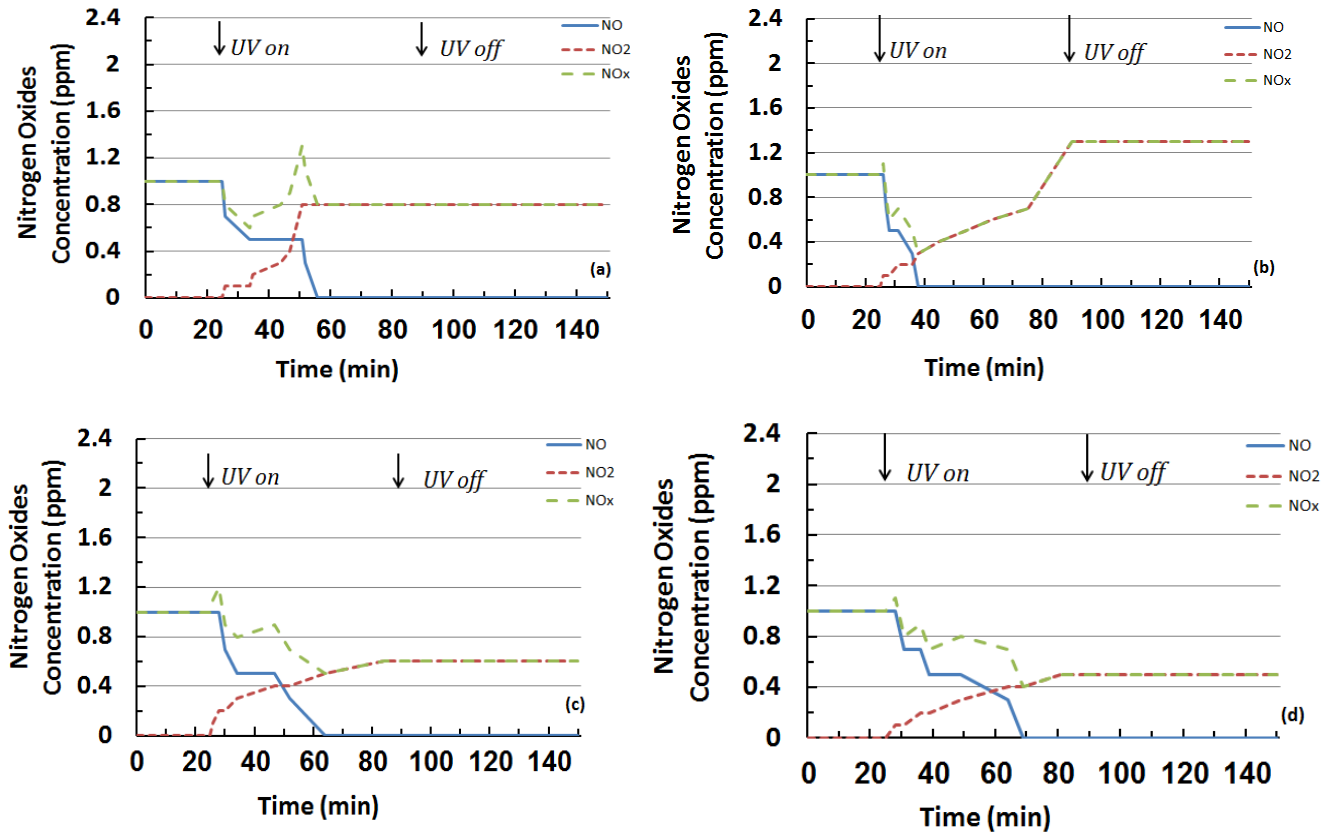 Nitrogen Oxides
Concentration (ppm)
2.4
2
1.6
1.2
0.8
0.4
0
UV on
UV off
NO
NO2
NOx
(a)
0 20 40 60 80 100 120 140
Time (min)
Nitrogen Oxides
Concentration (ppm)
2.4
2
1.6
1.2
0.8
0.4
0
UV on
UV off
NO
NO2
NOx
(b)
0 20 40 60 80 100 120 140
Time (min)
Nitrogen Oxides
Concentration (ppm)
2.4
2
1.6
1.2
0.8
0.4
0
UV on
UV off
NO
NO2
NOx
(c)
0 20 40 60 80 100 120 140
Time (min)
Nitrogen Oxides
Concentration (ppm)
2.4
2
1.6
1.2
0.8
0.4
0
UV on
UV off
NO
NO2
NOx
(d)
0 20 40 60 80 100 120 140
Time (min)